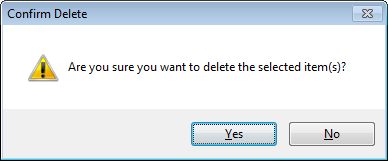 Confirm Delete
Are you sure you want to delete the selected item(s)?
Yes No